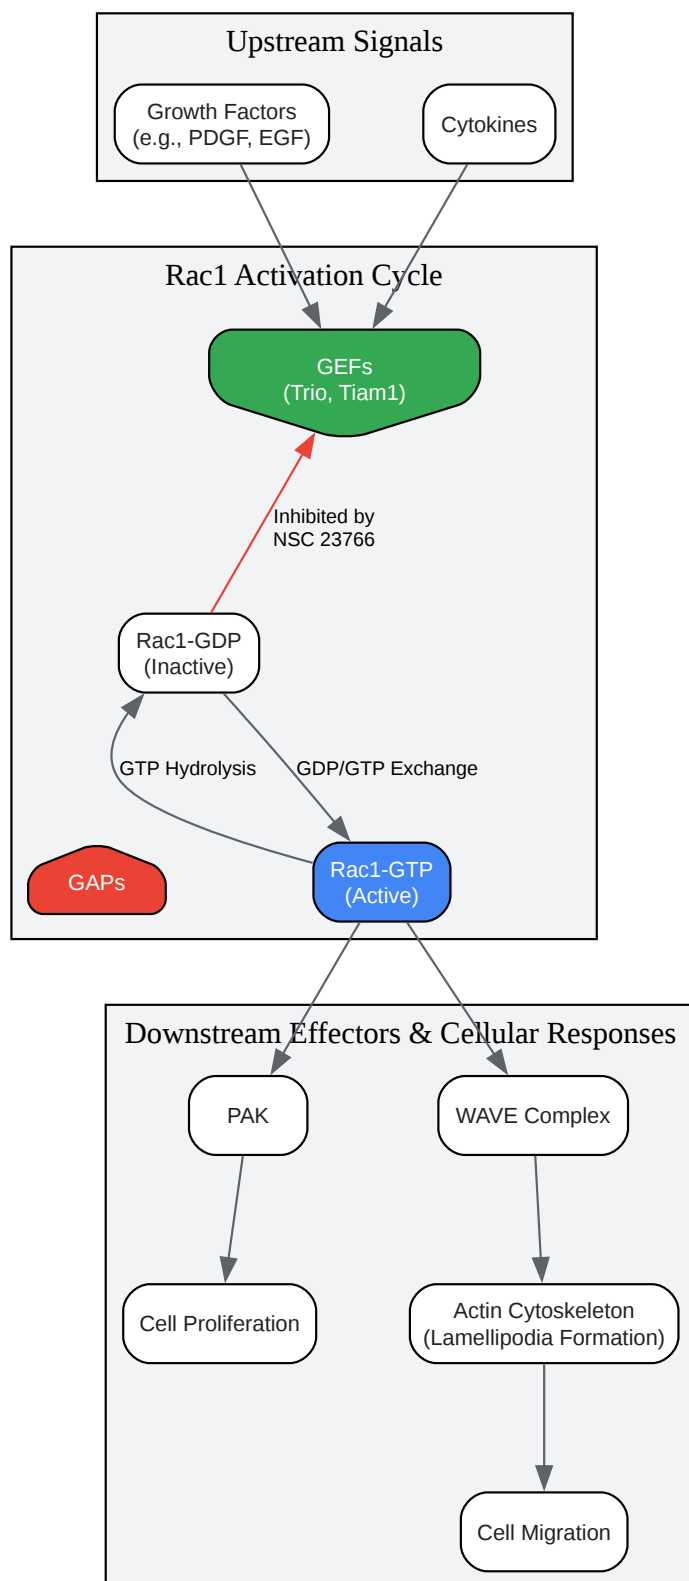 Upstream Signals
Growth Factors
(e.g., PDGF, EGF)
Cytokines
Rac1 Activation Cycle
GEFs
(Trio, Tiam1)
Inhibited by
NSC 23766
Rac1-GDP
(Inactive)
GTP Hydrolysis
GDP/GTP Exchange
GAPs
Rac1-GTP
(Active)
Downstream Effectors & Cellular Responses
PAK
WAVE Complex
Cell Proliferation
Actin Cytoskeleton
(Lamellipodia Formation)
Cell Migration